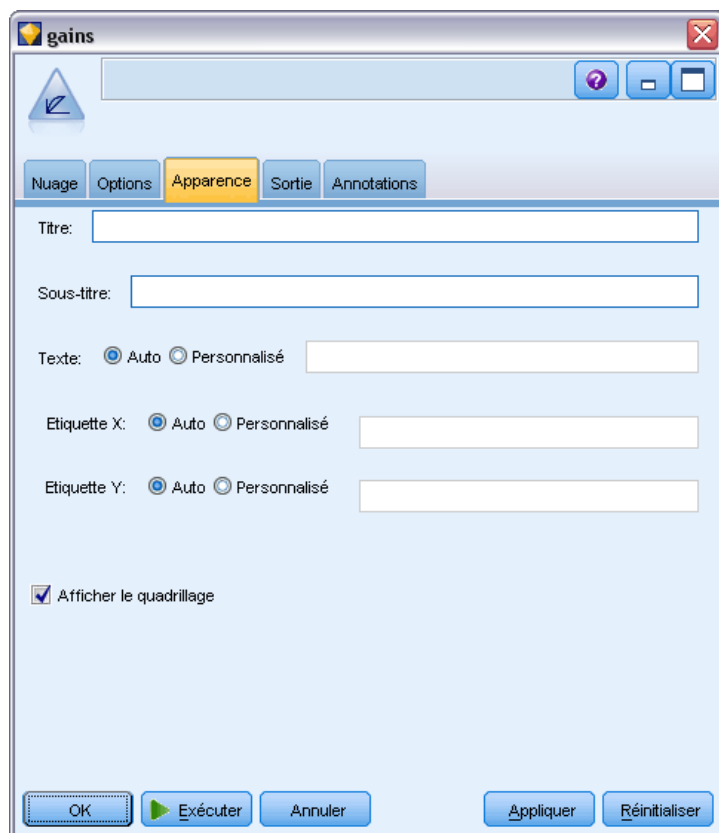 gains
Nuage Options Apparence Sortie Annotations
Titre:
Sous-titre:
Texte: Auto Personnalisé
Etiquette X: Auto Personnalisé
Etiquette Y: Auto Personnalisé
Afficher le quadrillage
OK Exécuter Annuler Appliquer Réinitialiser